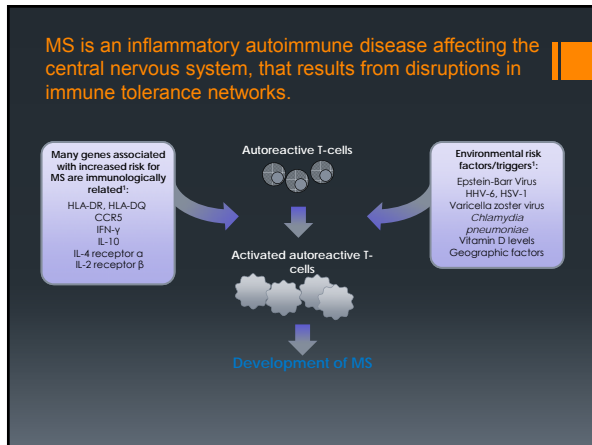 MS is an inflammatory autoimmune disease affecting the
central nervous system, that results from disruptions in
immune tolerance networks.
Many genes associated
with increased risk for
MS are immunologically
related¹:
HLA-DR, HLA-DQ
CCR5
IFN-γ
IL-10
IL-4 receptor α
IL-2 receptor β
Autoreactive T-cells
Activated autoreactive T-
cells
Development of MS
Environmental risk
factors/triggers¹:
Epstein-Barr Virus
HHV-6, HSV-1
Varicella zoster virus
Chlamydia
pneumoniae
Vitamin D levels
Geographic factors